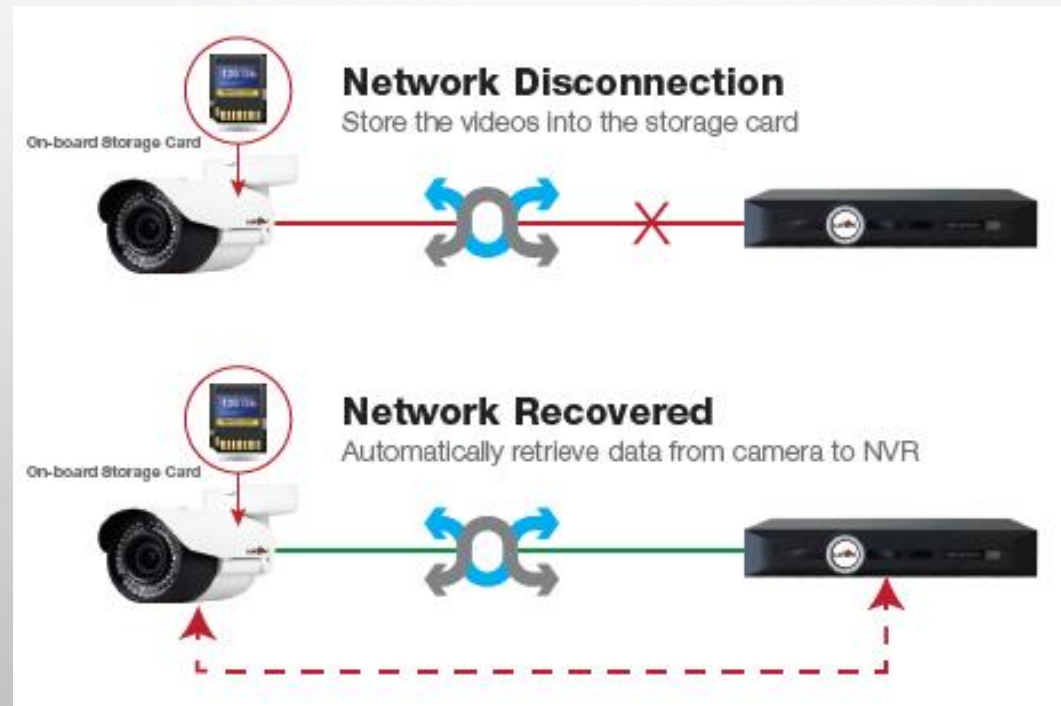 Network Disconnection
Store the videos into the storage card
On-board Storage Card
Network Recovered
Automatically retrieve data from camera to NVR
On-board Storage Card